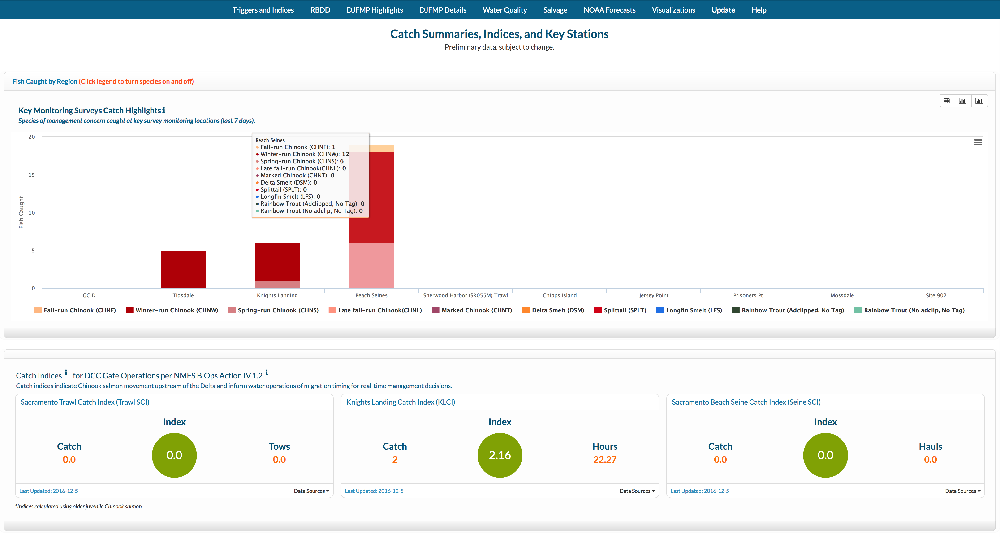 Triggers and Indices RBDD DJFMP Highlights DJFMP Details Water Quality Salvage NOAA Forecasts Visualizations Update Help
Catch Summaries, Indices, and Key Stations
Preliminary data, subject to change.
Fish Caught by Region (Click legend to turn species on and off)
Key Monitoring Surveys Catch Highlights i
Species of management concern caught at key survey monitoring locations (last 7 days).
Fish Caught
20
15
10
5
0
Beach Seines
Fall-run Chinook (CHNF): 1
Winter-run Chinook (CHNW): 12
Spring-run Chinook (CHNS): 6
Late fall-run Chinook(CHNL): 0
Marked Chinook (CHNT): 0
Delta Smelt (DSM): 0
Splittail (SPLT): 0
Longfin Smelt (LFS): 0
Rainbow Trout (Adclipped, No Tag): 0
Rainbow Trout (No adclip, No Tag): 0
GCID Tidsdale Knights Landing Beach Seines Sherwood Harbor (SR055M) Trawl Chipps Island Jersey Point Prisoners Pt Mossdale Site 902
Fall-run Chinook (CHNF) Winter-run Chinook (CHNW) Spring-run Chinook (CHNS) Late fall-run Chinook(CHNL) Marked Chinook (CHNT) Delta Smelt (DSM) Splittail (SPLT) Longfin Smelt (LFS) Rainbow Trout (Adclipped, No Tag) Rainbow Trout (No adclip, No Tag)
Catch Indices i for DCC Gate Operations per NMFS BiOps Action IV.1.2 i
Catch indices indicate Chinook salmon movement upstream of the Delta and inform water operations of migration timing for real-time management decisions.
Sacramento Trawl Catch Index (Trawl SCI)
Index
Catch
0.0
0.0
Tows
0.0
Last Updated: 2016-12-5 Data Sources
Knights Landing Catch Index (KLCI)
Index
Catch
2
2.16
Hours
22.27
Last Updated: 2016-12-5 Data Sources
Sacramento Beach Seine Catch Index (Seine SCI)
Index
Catch
0.0
0.0
Hauls
0.0
Last Updated: 2016-12-5 Data Sources
*Indices calculated using older juvenile Chinook salmon